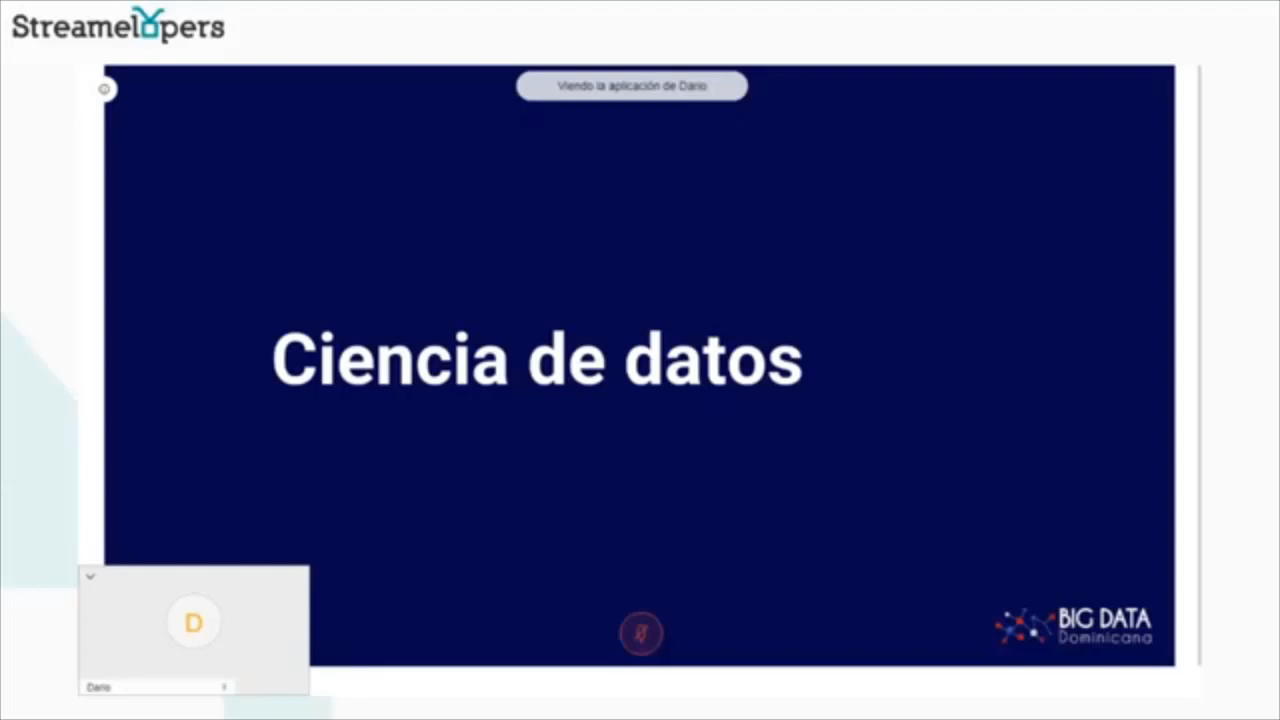 Streamelopers
Viendo la aplicación de Dario
Ciencia de datos
BIG DATA
Dominicana
D
Dario